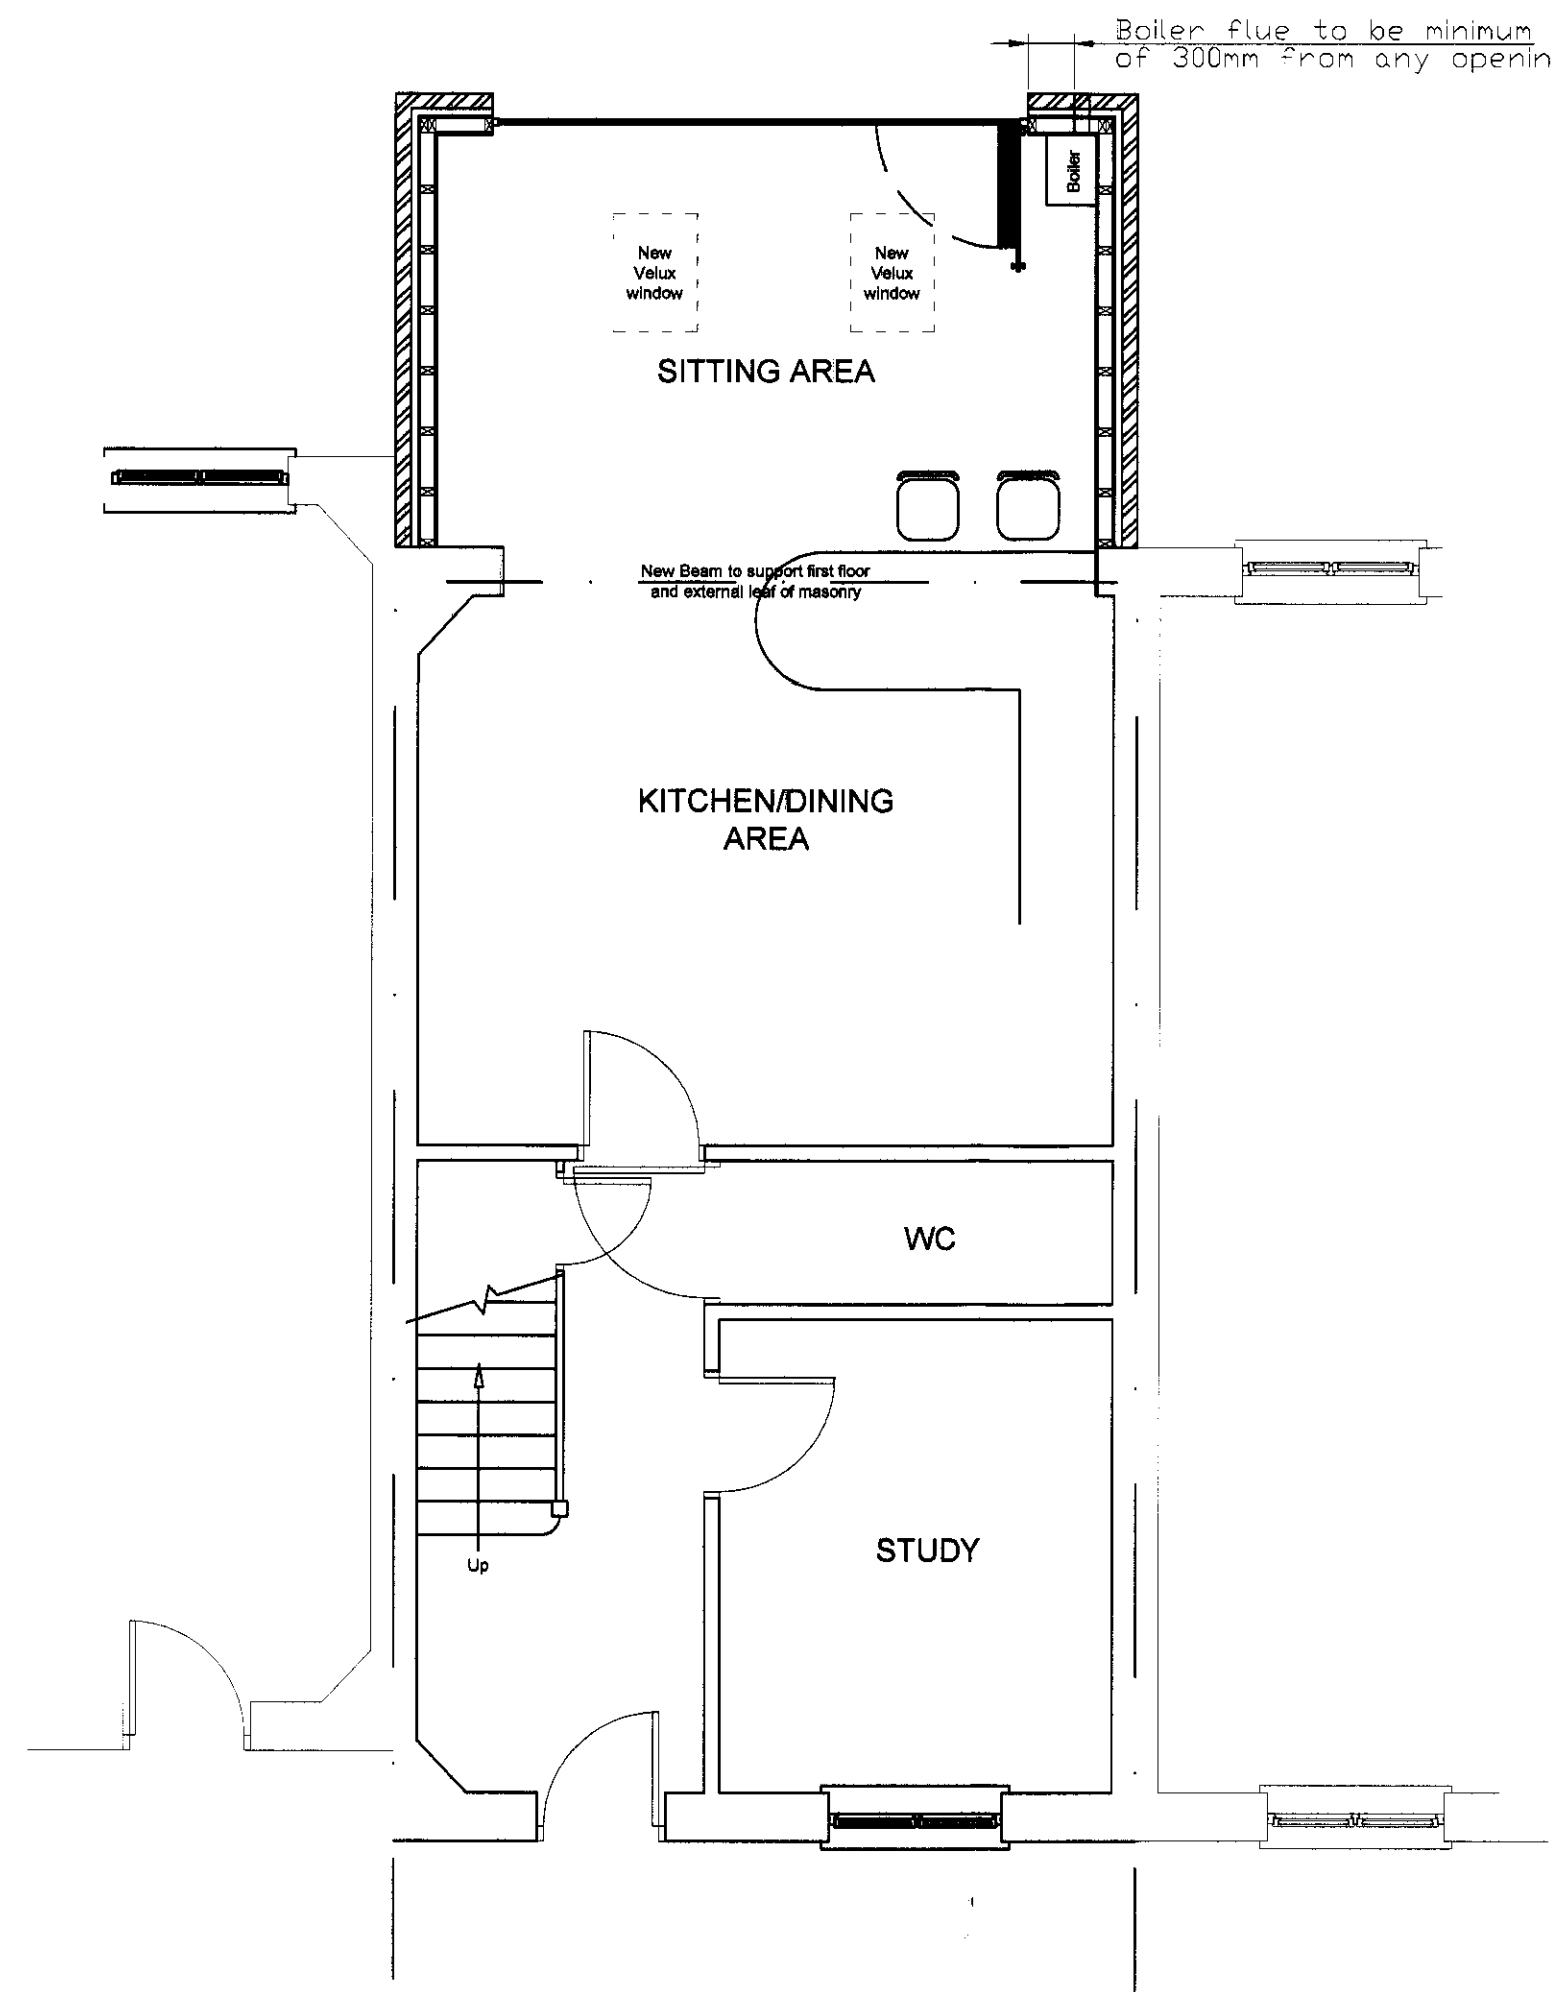 Boiler flue to be minimum
of 300mm from any openin
Boiler
New
Velux
window
New
Velux
window
SITTING AREA
New Beam to support first floor
and external leaf of masonry
KITCHEN/DINING
AREA
WC
STUDY
Up